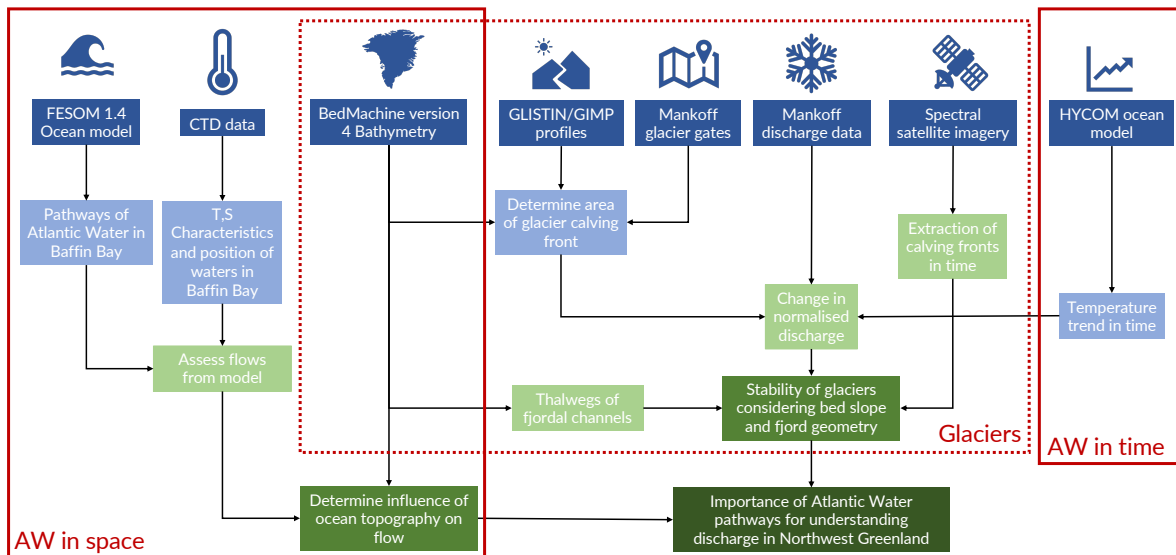 FESOM 1.4
Ocean model
CTD data
BedMachine version
4 Bathymetry
GLISTIN/GIMP
profiles
Mankoff
glacier gates
Mankoff
discharge data
Spectral
satellite imagery
HYCOM ocean
model
Pathways of
Atlantic Water in
Baffin Bay
T,S
Characteristics
and position of
waters in
Baffin Bay
Determine area
of glacier calving
front
Extraction of
calving fronts
in time
Change in
normalised
discharge
Temperature
trend in time
Assess flows
from model
Thalwegs of
fjordal channels
Stability of glaciers
considering bed slope
and fjord geometry
Glaciers
AW in time
Determine influence of
ocean topography on
flow
Importance of Atlantic Water
pathways for understanding
discharge in Northwest Greenland
AW in space